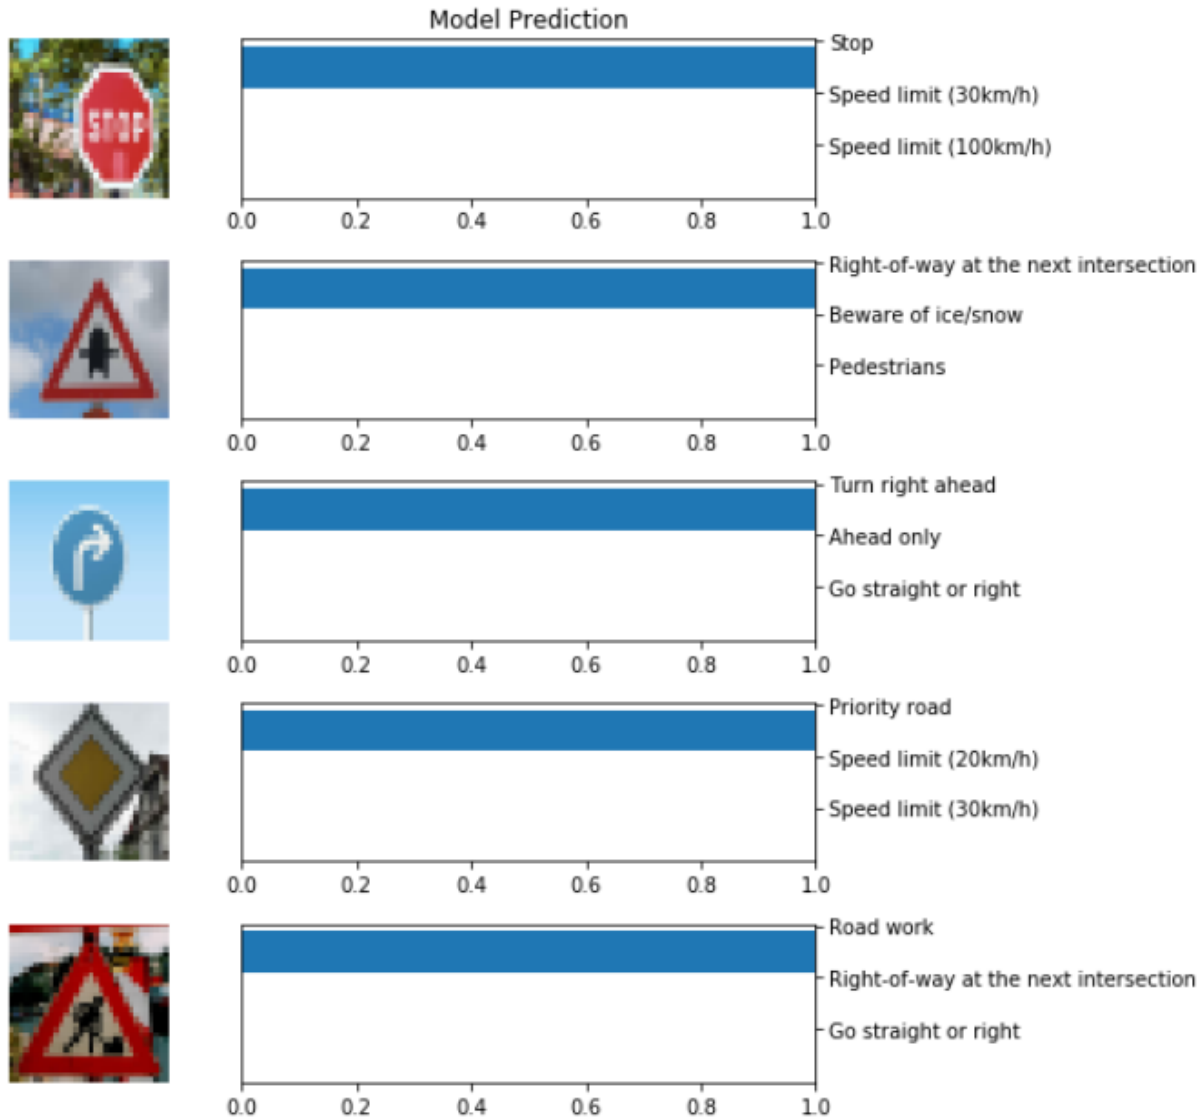 Model Prediction
STOP
Stop
Speed limit (30km/h)
Speed limit (100km/h)
0.0 0.2 0.4 0.6 0.8 1.0
Right-of-way at the next intersection
Beware of ice/snow
Pedestrians
0.0 0.2 0.4 0.6 0.8 1.0
Turn right ahead
Ahead only
Go straight or right
0.0 0.2 0.4 0.6 0.8 1.0
Priority road
Speed limit (20km/h)
Speed limit (30km/h)
0.0 0.2 0.4 0.6 0.8 1.0
Road work
Right-of-way at the next intersection
Go straight or right
0.0 0.2 0.4 0.6 0.8 1.0